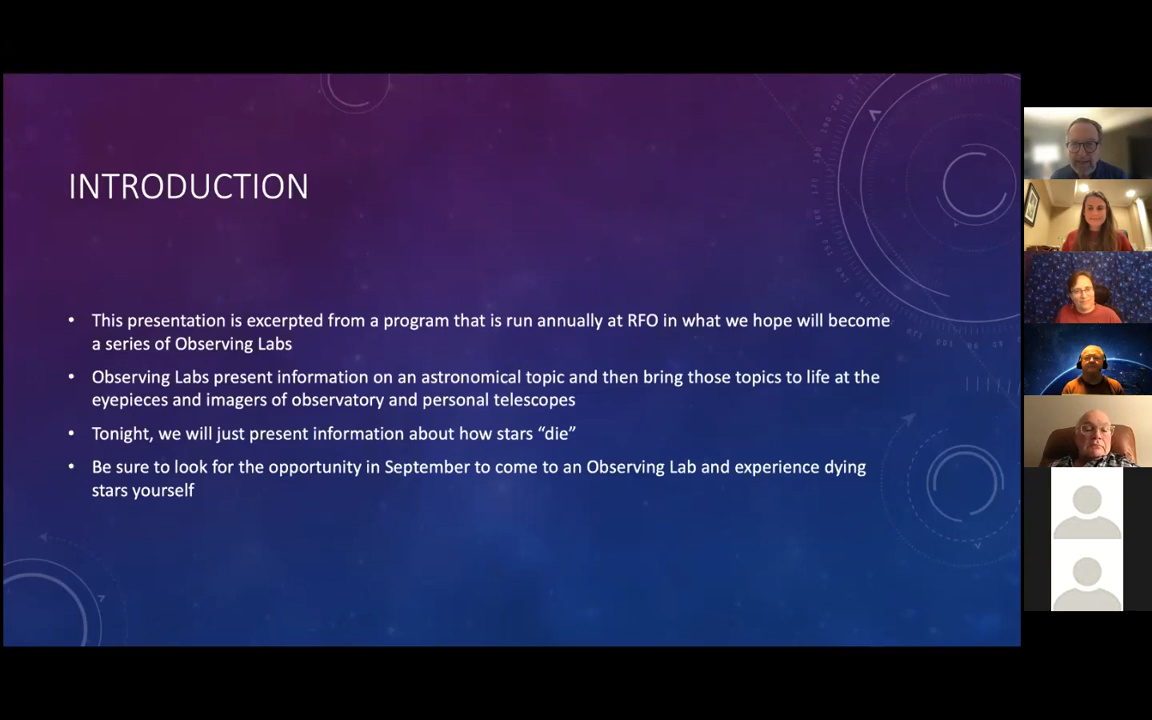 INTRODUCTION
• This presentation is excerpted from a program that is run annually at RFO in what we hope will become
a series of Observing Labs
• Observing Labs present information on an astronomical topic and then bring those topics to life at the
eyepieces and imagers of observatory and personal telescopes
• Tonight, we will just present information about how stars “die”
• Be sure to look for the opportunity in September to come to an Observing Lab and experience dying
stars yourself